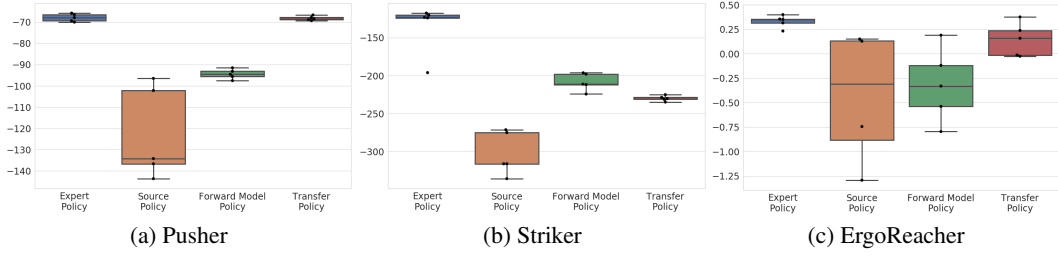 −70
−80
−90
−100
−110
−120
−130
−140
Expert Policy
Source Policy
Forward Model Policy
Transfer Policy
(a) Pusher
−150
−200
−250
−300
Expert Policy
Source Policy
Forward Model Policy
Transfer Policy
(b) Striker
0.50
0.25
0.00
−0.25
−0.50
−0.75
−1.00
−1.25
Expert Policy
Source Policy
Forward Model Policy
Transfer Policy
(c) ErgoReacher